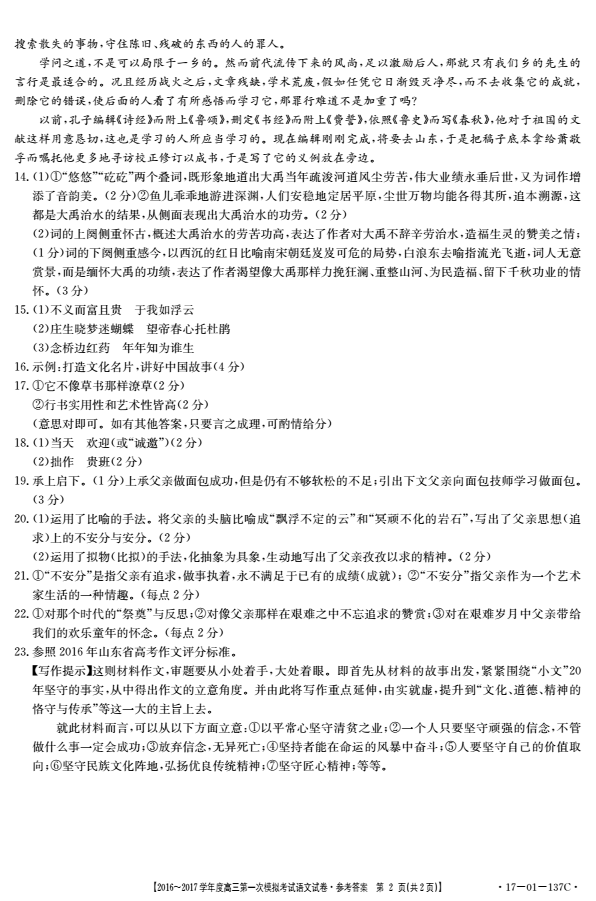 搜索散失的事物,守住陈旧、残破的东西的人的罪人。
学问之道,不是可以局限于一乡的。然而前代流传下来的风尚,足以激励后人,那就只有我们乡的先生的
言行是最适合的。况且经历战火之后,文章残缺,学术荒废,假如任凭它日渐毁灭净尽,而不去收集它的成就,
删除它的错误,使后面的人看了有所感悟而学习它,那罪行难道不是加重了吗?
以前,孔子编辑《诗经》而附上《鲁颂》,删定《书经》而附上《费誓》,依照《鲁史》而写《春秋》,他对于祖国的文
献这样用意恳切,这也是学习的人所应当学习的。现在编辑刚刚完成,将要去山东,于是把稿子底本拿给萧敬
孚而嘱托他更多地寻访校正修订以成书,于是写了它的义例放在旁边。
14.(1)①“悠悠”“矻矻”两个叠词,既形象地道出大禹当年疏浚河道风尘劳苦,伟大业绩永垂后世,又为词作增
添了音韵美。(2分)②鱼儿乖乖地游进深渊,人们安稳地定居平原,尘世万物均能各得其所,追本溯源,这
都是大禹治水的结果,从侧面表现出大禹治水的功劳。(2分)
(2)词的上阕侧重怀古,概述大禹治水的劳苦功高,表达了作者对大禹不辞辛劳治水,造福生灵的赞美之情;
(1分)词的下阕侧重感今,以西沉的红日比喻南宋朝廷岌岌可危的局势,白浪东去喻指流光飞逝,词人无意
赏景,而是缅怀大禹的功绩,表达了作者渴望像大禹那样力挽狂澜、重整山河、为民造福、留下千秋功业的情
怀。(3分)
15.(1)不义而富且贵 于我如浮云
(2)庄生晓梦迷蝴蝶 望帝春心托杜鹃
(3)念桥边红药 年年知为谁生
16.示例:打造文化名片,讲好中国故事(4分)
17.①它不像草书那样潦草(2分)
②行书实用性和艺术性皆高(2分)
(意思对即可。如有其他答案,只要言之成理,可酌情给分)
18.(1)当天 欢迎(或“诚邀”)(2分)
(2)拙作 贵班(2分)
19.承上启下。(1分)上承父亲做面包成功,但是仍有不够软松的不足;引出下文父亲向面包技师学习做面包。
(3分)
20.(1)运用了比喻的手法。将父亲的头脑比喻成“飘浮不定的云”和“冥顽不化的岩石”,写出了父亲思想(追
求)上的不安分与安分。(2分)
(2)运用了拟物(比拟)的手法,化抽象为具象,生动地写出了父亲孜孜以求的精神。(2分)
21.①“不安分”是指父亲有追求,做事执着,永不满足于已有的成绩(成就);②“不安分”指父亲作为一个艺术
家生活的一种情趣。(每点2分)
22.①对那个时代的“祭奠”与反思;②对像父亲那样在艰难之中不忘追求的赞赏;③对在艰难岁月中父亲带给
我们的欢乐童年的怀念。(每点2分)
23.参照2016年山东省高考作文评分标准。
【写作提示】这则材料作文,审题要从小处着手,大处着眼。即首先从材料的故事出发,紧紧围绕“小文”20
年坚守的事实,从中得出作文的立意角度。并由此将写作重点延伸,由实就虚,提升到“文化、道德、精神的
恪守与传承”等这一大的主旨上去。
就此材料而言,可以从以下方面立意:①以平常心坚守清贫之业;②一个人只要坚守顽强的信念,不管
做什么事一定会成功;③放弃信念,无异死亡;④坚持者能在命运的风暴中奋斗;⑤人要坚守自己的价值取
向;⑥坚守民族文化阵地,弘扬优良传统精神;⑦坚守匠心精神;等等。
【2016~2017学年度高三第一次模拟考试语文试卷·参考答案 第 2 页(共2页)】 ·17-01-137C·